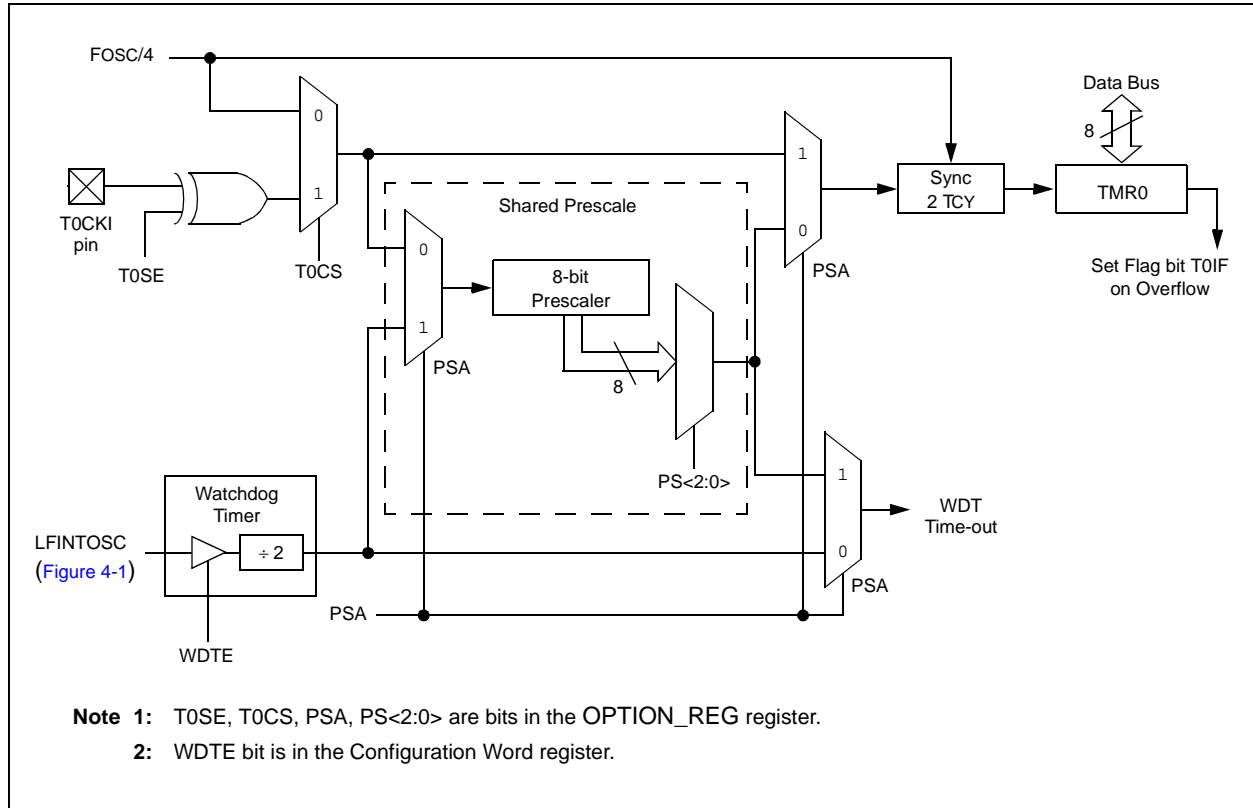 FOSC/4
Data Bus
8
0
1
T0CKI
pin
T0SE
T0CS
Shared Prescale
1
0
PSA
Sync
2 TCY
TMR0
Set Flag bit T0IF
on Overflow
0
1
PSA
8-bit
Prescaler
8
PS<2:0>
Watchdog
Timer
LFINTOSC
(Figure 4-1)
÷ 2
WDTE
PSA
1
0
PSA
WDT
Time-out
Note 1: T0SE, T0CS, PSA, PS<2:0> are bits in the OPTION_REG register.
2: WDTE bit is in the Configuration Word register.